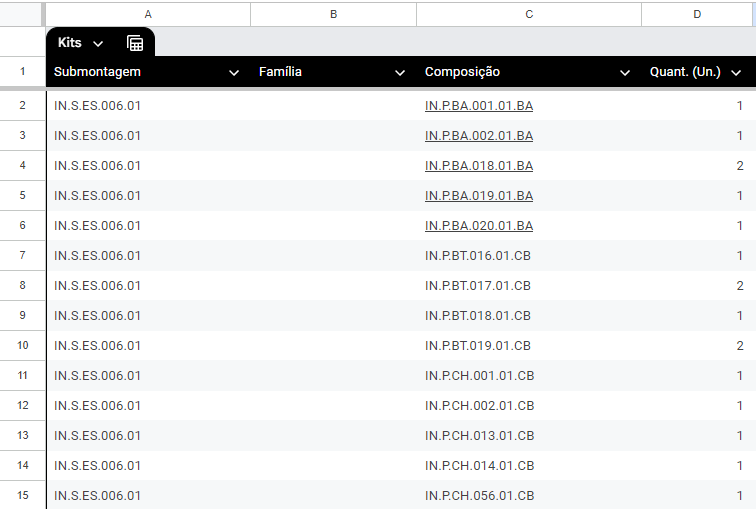 A B C D
Kits
1 Submontagem Família Composição Quant. (Un.)
2 IN.S.ES.006.01 IN.P.BA.001.01.BA 1
3 IN.S.ES.006.01 IN.P.BA.002.01.BA 1
4 IN.S.ES.006.01 IN.P.BA.018.01.BA 2
5 IN.S.ES.006.01 IN.P.BA.019.01.BA 1
6 IN.S.ES.006.01 IN.P.BA.020.01.BA 1
7 IN.S.ES.006.01 IN.P.BT.016.01.CB 1
8 IN.S.ES.006.01 IN.P.BT.017.01.CB 2
9 IN.S.ES.006.01 IN.P.BT.018.01.CB 1
10 IN.S.ES.006.01 IN.P.BT.019.01.CB 2
11 IN.S.ES.006.01 IN.P.CH.001.01.CB 1
12 IN.S.ES.006.01 IN.P.CH.002.01.CB 1
13 IN.S.ES.006.01 IN.P.CH.013.01.CB 1
14 IN.S.ES.006.01 IN.P.CH.014.01.CB 1
15 IN.S.ES.006.01 IN.P.CH.056.01.CB 1